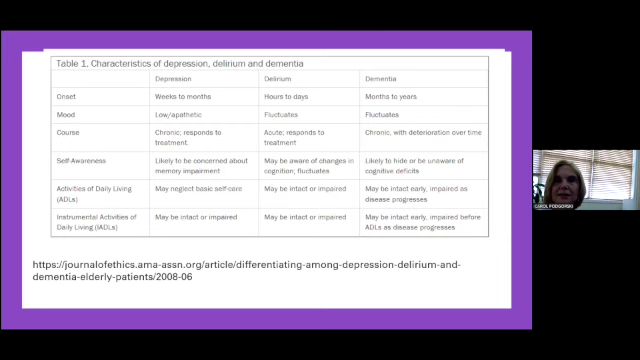 Table 1. Characteristics of depression, delirium and dementia
Depression Delirium Dementia
Onset Weeks to months Hours to days Months to years
Mood Low/apathetic Fluctuates Fluctuates
Course Chronic; responds to Acute; responds to Chronic, with deterioration over time
treatment. treatment
Self-Awareness Likely to be concerned about May be aware of changes in Likely to hide or be unaware of
memory impairment cognition; fluctuates cognitive deficits
Activities of Daily Living May neglect basic self-care May be intact or impaired May be intact early, impaired as
(ADLs) disease progresses
Instrumental Activities of May be intact or impaired May be intact or impaired May be intact early, impaired before
Daily Living (IADLs) ADLs as disease progresses
https://journalofethics.ama-assn.org/article/differentiating-among-depression-delirium-and-
dementia-elderly-patients/2008-06
CAROL PODGORSKI